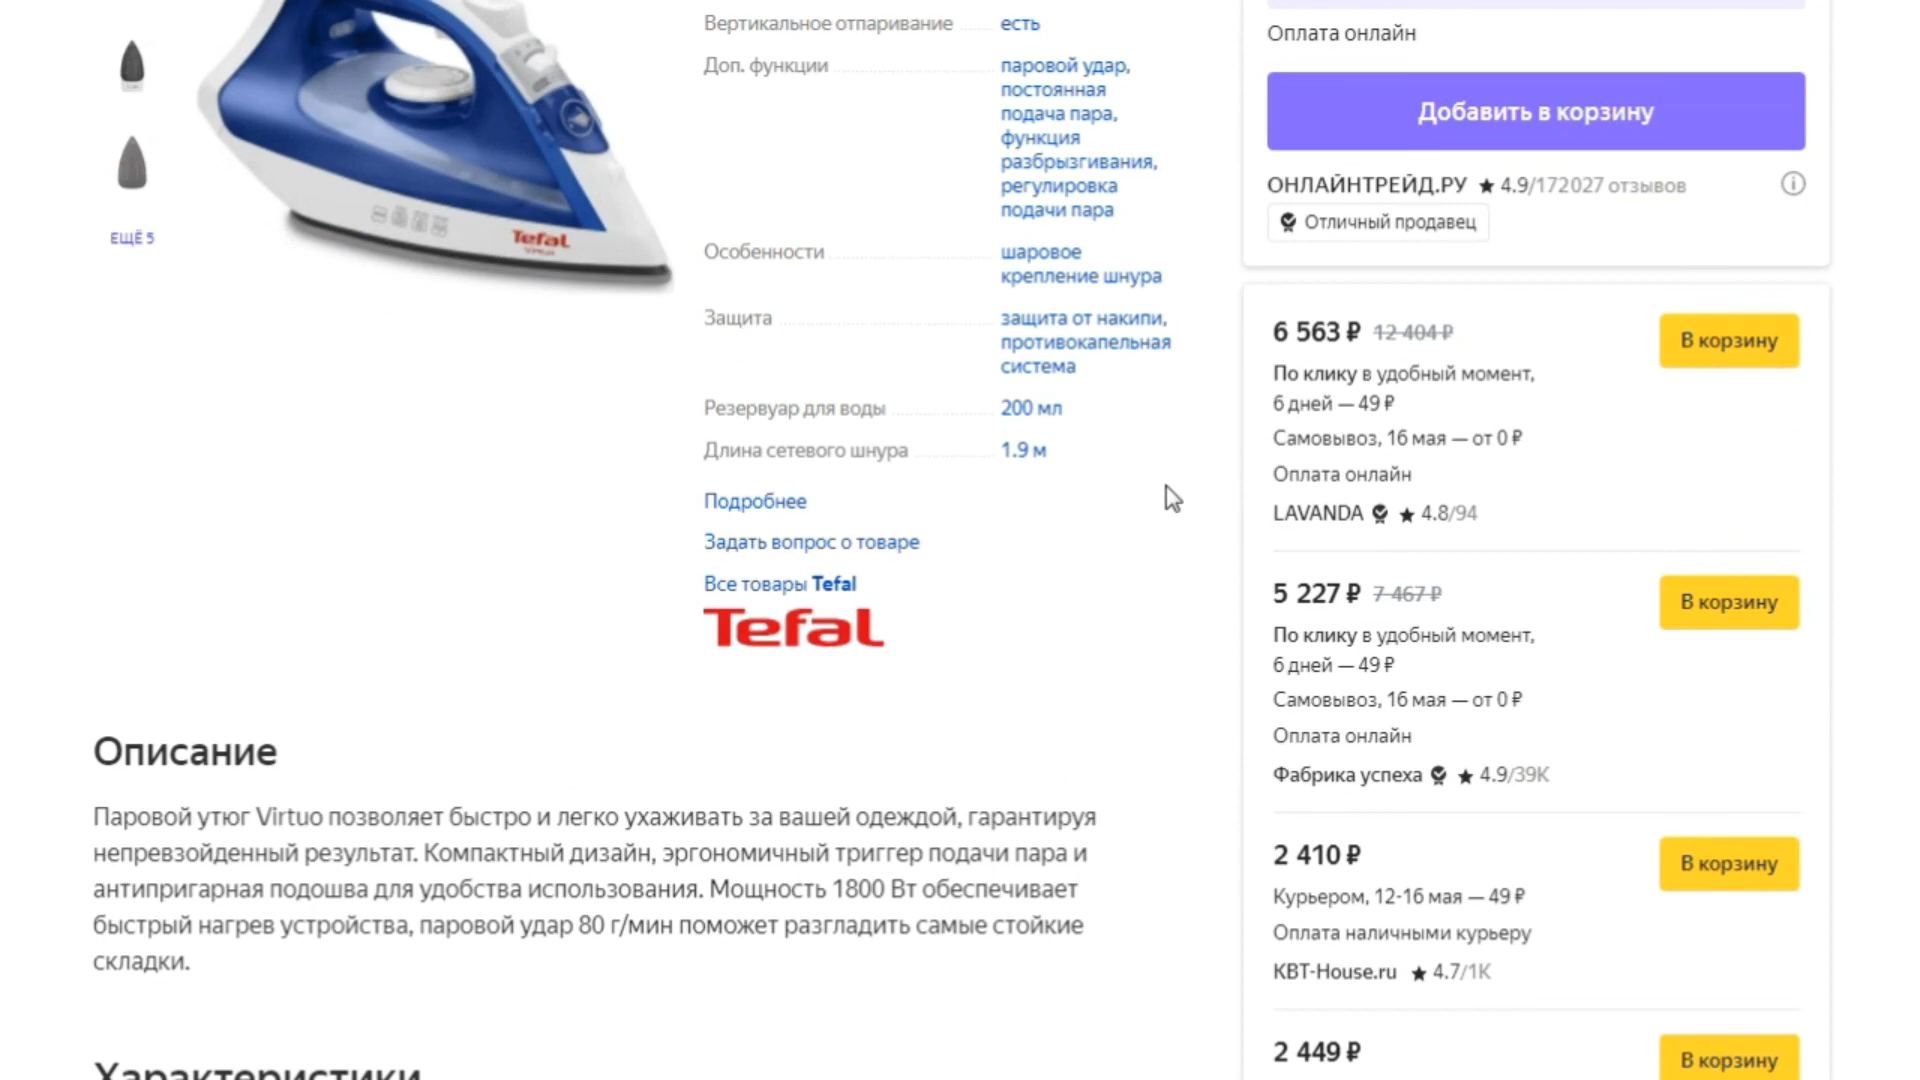 ЕЩЁ 5
Tefal
Вертикальное отпаривание
есть
Доп. функции
паровой удар,
постоянная
подача пара,
функция
разбрызгивания,
регулировка
подачи пара
Особенности
шаровое
крепление шнура
Защита
защита от накипи,
противокапельная
система
Резервуар для воды
200 мл
Длина сетевого шнура
1.9 м
Подробнее
Задать вопрос о товаре
Все товары Tefal
Tefal
Описание
Паровой утюг Virtuo позволяет быстро и легко ухаживать за вашей одеждой, гарантируя
непревзойденный результат. Компактный дизайн, эргономичный триггер подачи пара и
антипригарная подошва для удобства использования. Мощность 1800 Вт обеспечивает
быстрый нагрев устройства, паровой удар 80 г/мин поможет разгладить самые стойкие
складки.
Характеристики
Оплата онлайн
Добавить в корзину
ОНЛАЙНТРЕЙД.РУ ★ 4.9/172027 отзывов
Отличный продавец
6 563 ₽ 12 404 ₽
В корзину
По клику в удобный момент,
6 дней — 49 ₽
Самовывоз, 16 мая — от 0 ₽
Оплата онлайн
LAVANDA ★ 4.8/94
5 227 ₽ 7 467 ₽
В корзину
По клику в удобный момент,
6 дней — 49 ₽
Самовывоз, 16 мая — от 0 ₽
Оплата онлайн
Фабрика успеха ★ 4.9/39K
2 410 ₽
В корзину
Курьером, 12-16 мая — 49 ₽
Оплата наличными курьеру
KBT-House.ru ★ 4.7/1K
2 449 ₽
В корзину